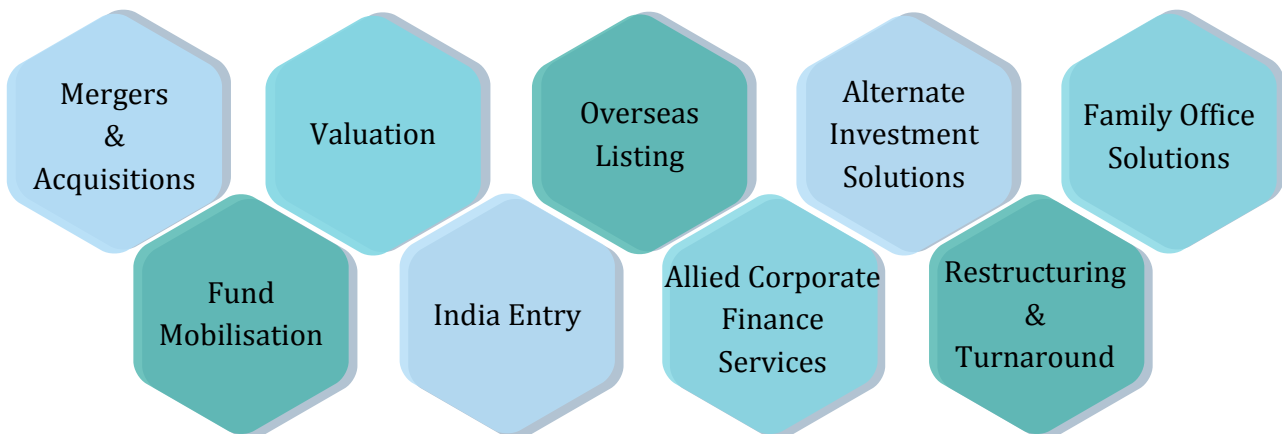 Mergers
&
Acquisitions
Valuation
Overseas
Listing
Alternate
Investment
Solutions
Family Office
Solutions
Fund
Mobilisation
India Entry
Allied Corporate
Finance
Services
Restructuring
&
Turnaround